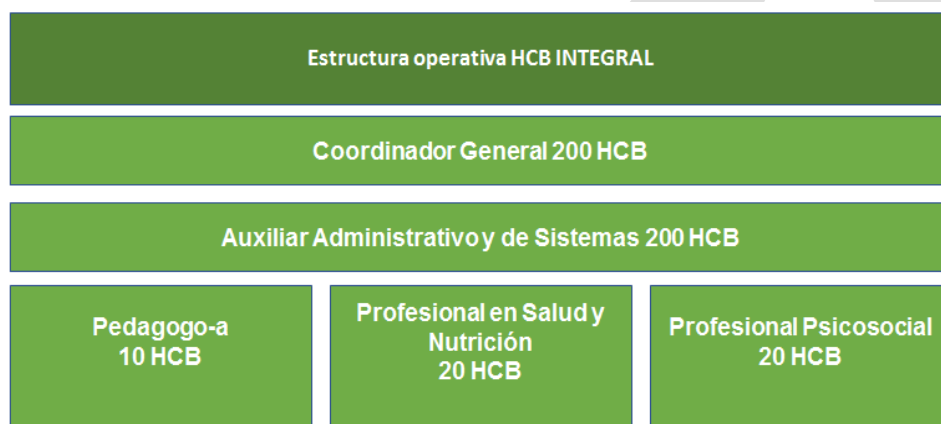 Estructura operativa HCB INTEGRAL
Coordinador General 200 HCB
Auxiliar Administrativo y de Sistemas 200 HCB
Pedagogo-a
10 HCB
Profesional en Salud y
Nutrición
20 HCB
Profesional Psicosocial
20 HCB